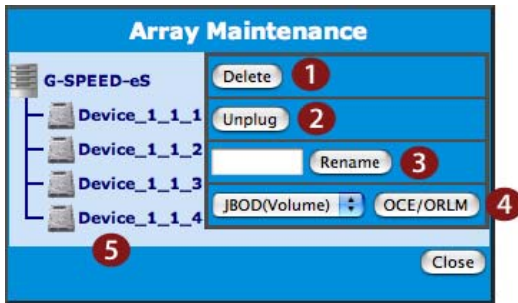 Array Maintenance
G-SPEED-eS
Device_1_1_1
Device_1_1_2
Device_1_1_3
Device_1_1_4
5
Delete 1
Unplug 2
Rename 3
JBOD(Volume) OCE/ORLM 4
Close